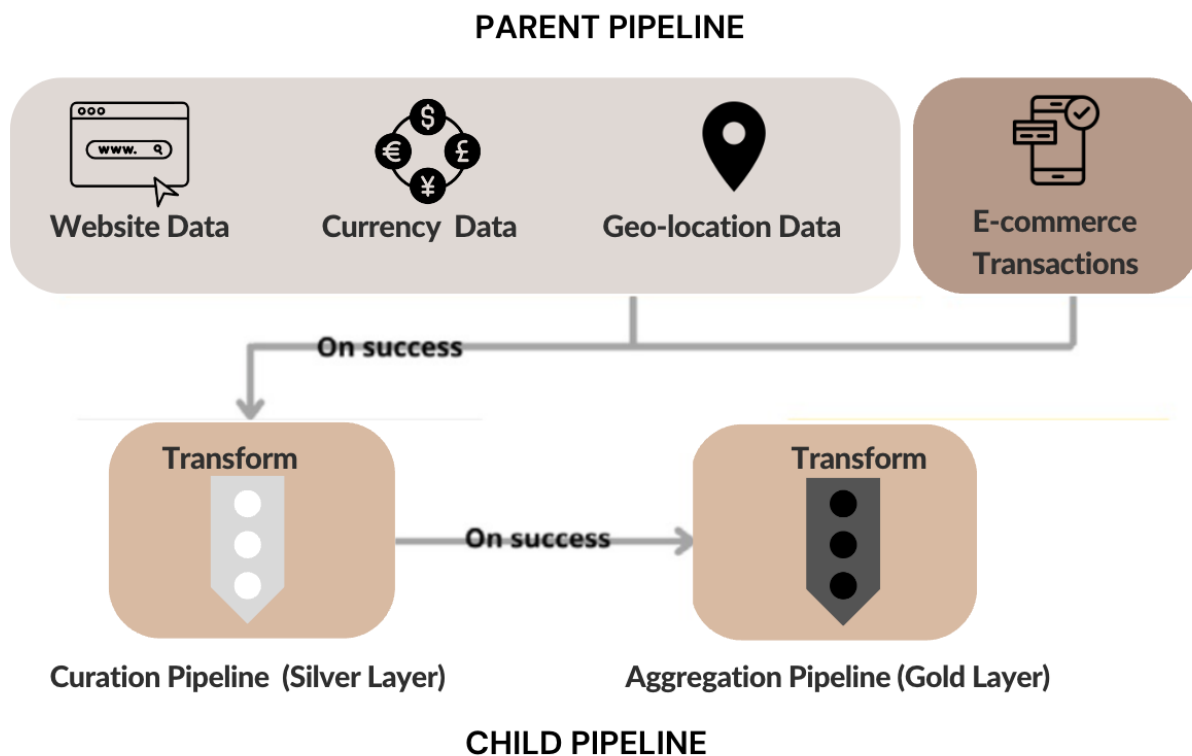 PARENT PIPELINE
www.
$
€
£
¥
Website Data
Currency Data
Geo-location Data
E-commerce
Transactions
On success
Transform
Transform
On success
Curation Pipeline (Silver Layer)
Aggregation Pipeline (Gold Layer)
CHILD PIPELINE